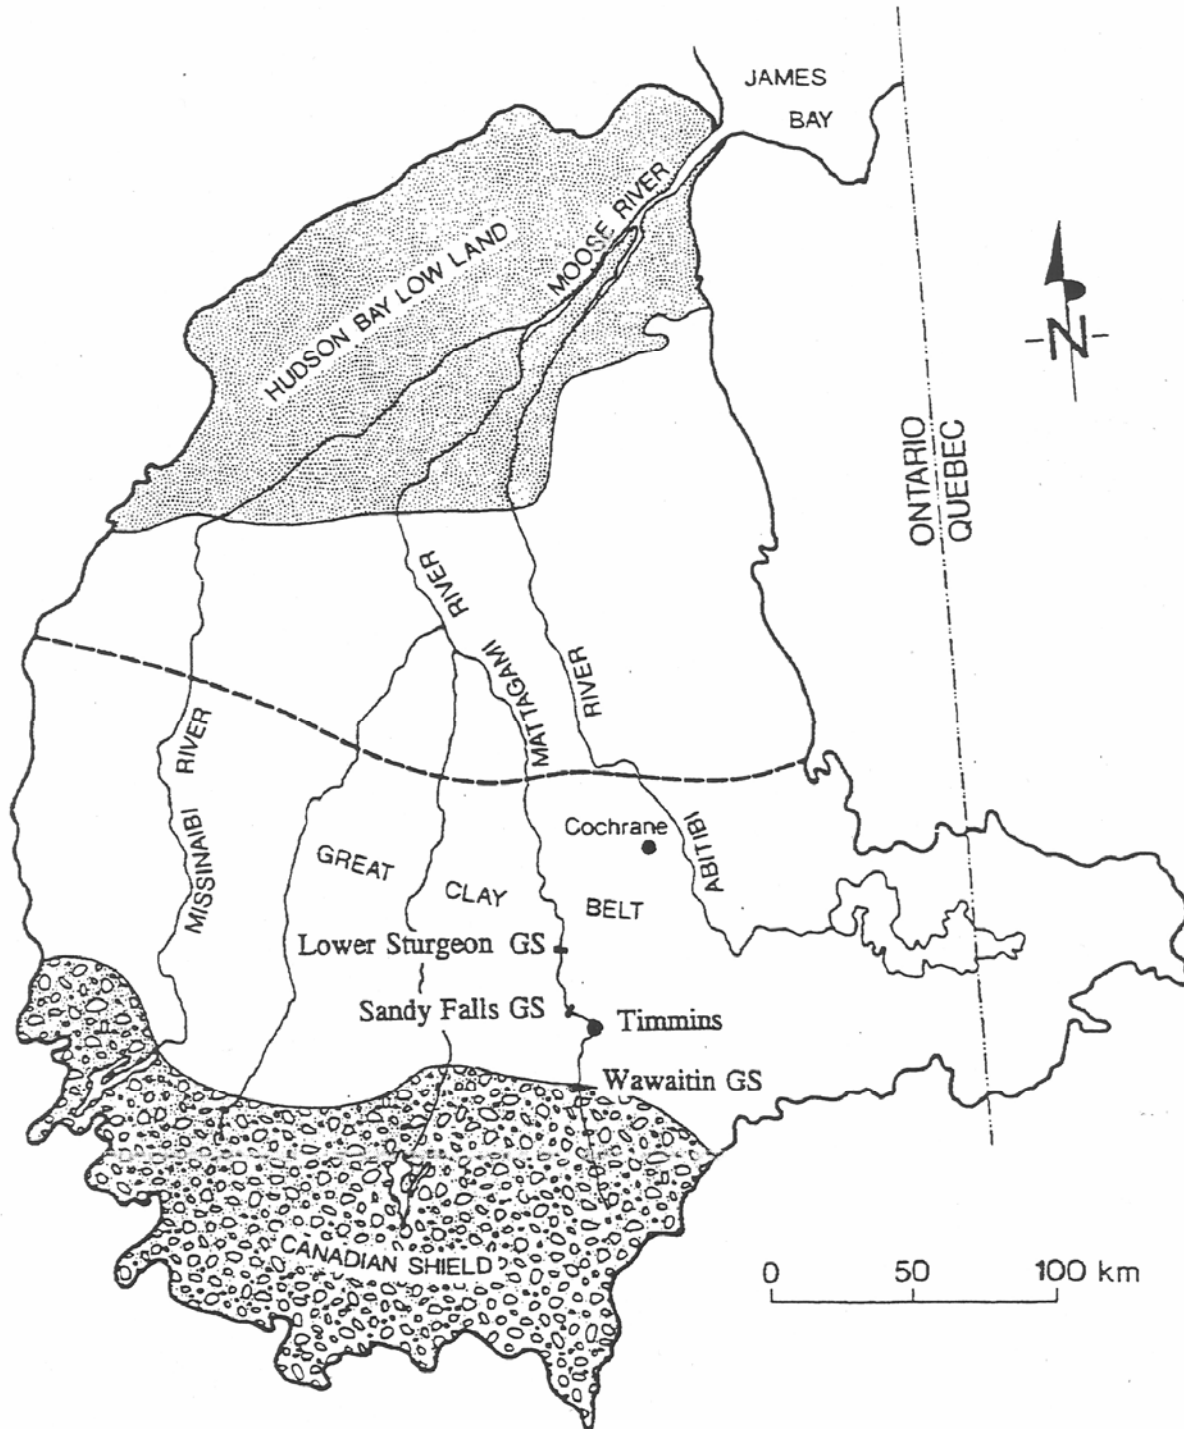 JAMES
BAY
HUDSON BAY LOW LAND
MOOSE RIVER
N
ONTARIO
QUEBEC
RIVER
MATTAGAMI
RIVER
RIVER
MISSINAIBI
Cochrane
ABITIBI
GREAT
CLAY
BELT
Lower Sturgeon GS
Sandy Falls GS
Timmins
Wawaitin GS
CANADIAN SHIELD
0 50 100 km